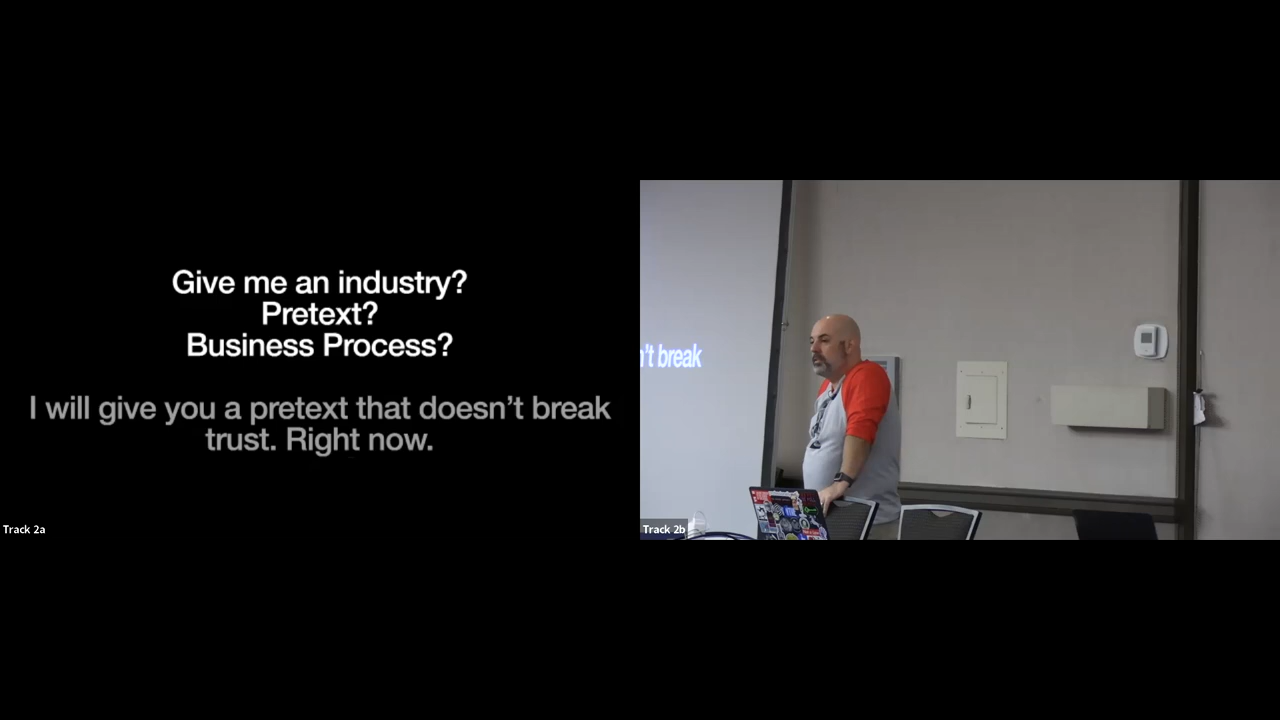 Give me an industry?
Pretext?
Business Process?
I will give you a pretext that doesn't break
trust. Right now.
Track 2a
n't break
Track 2b